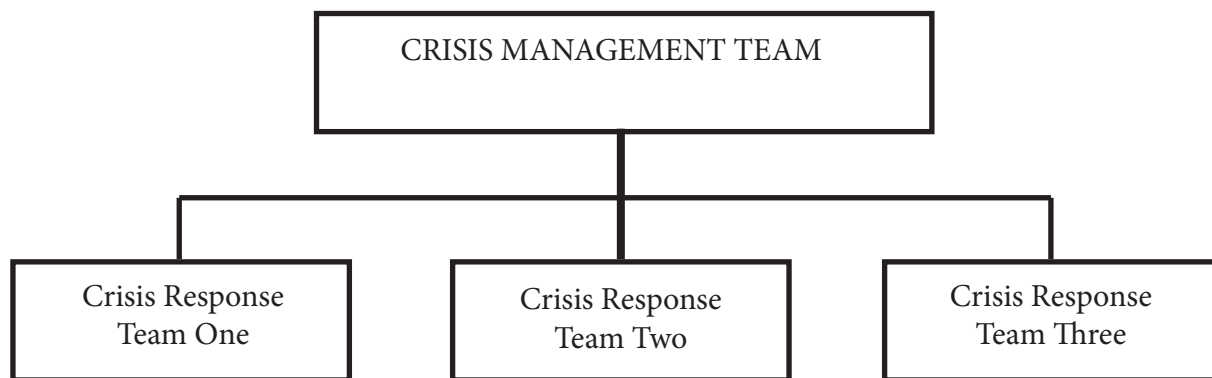 CRISIS MANAGEMENT TEAM
Crisis Response
Team One
Crisis Response
Team Two
Crisis Response
Team Three